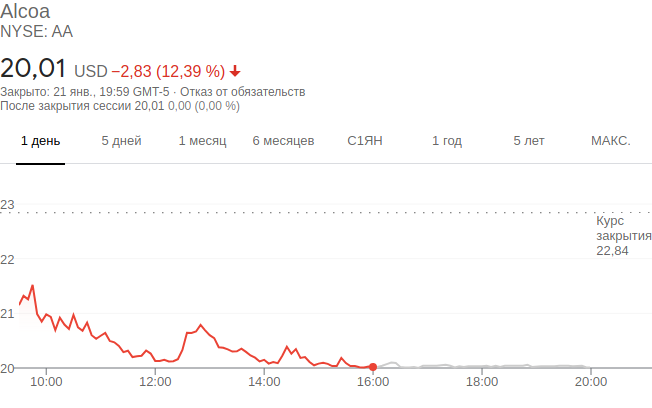 Alcoa
NYSE: AA
20,01 USD −2,83 (12,39 %)
Закрыто: 21 янв., 19:59 GMT-5 · Отказ от обязательств
После закрытия сессии 20,01 0,00 (0,00 %)
1 день 5 дней 1 месяц 6 месяцев С1ЯН 1 год 5 лет МАКС.
23
Курс
закрытия
22,84
22
21
20
10:00 12:00 14:00 16:00 18:00 20:00